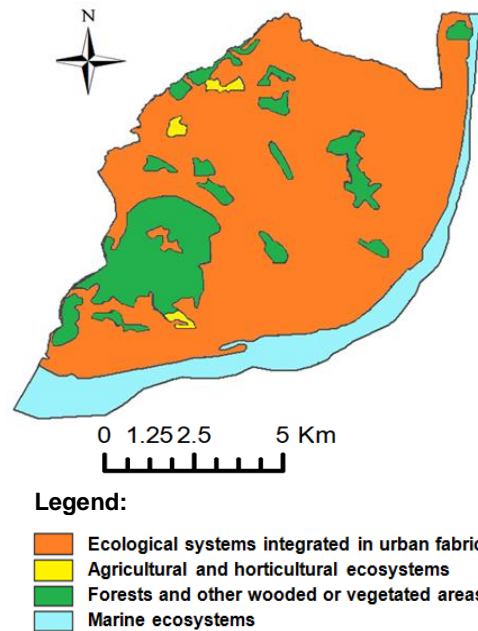 N
0 1.25 2.5 5 Km
Legend:
Ecological systems integrated in urban fabric
Agricultural and horticultural ecosystems
Forests and other wooded or vegetated areas
Marine ecosystems